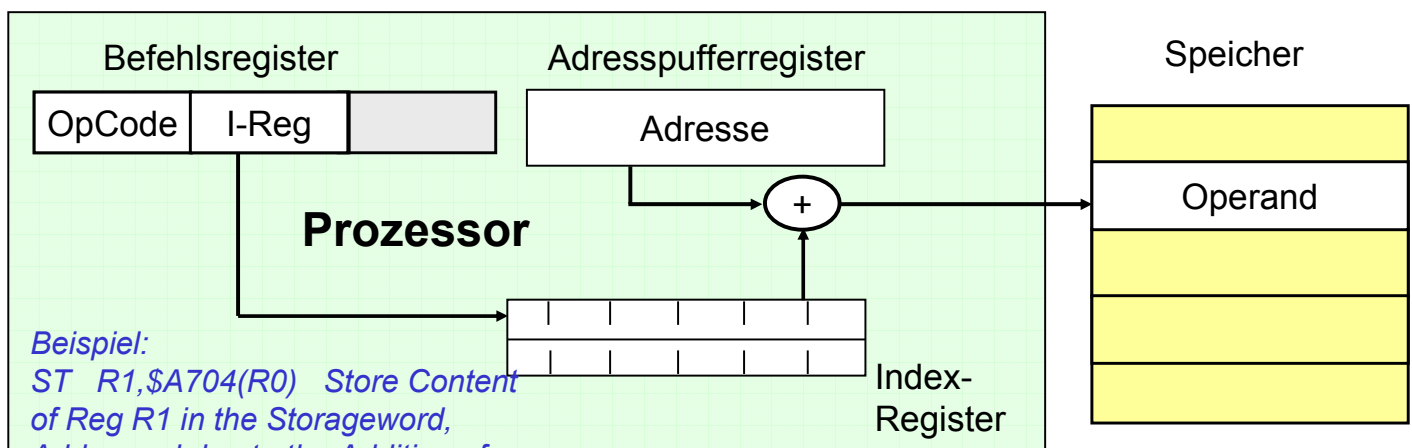 Befehlsregister
Adresspufferregister
Speicher
OpCode
I-Reg
Adresse
Operand
+
Prozessor
Beispiel:
ST R1,$A704(R0) Store Content
of Reg R1 in the Storageword,
Index-
Register